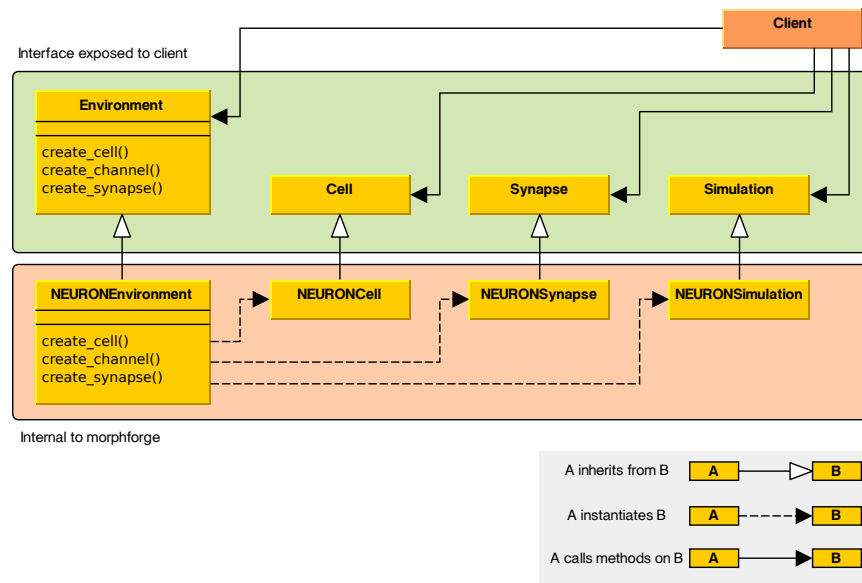 Client
Interface exposed to client
Environment
create_cell()
create_channel()
create_synapse()
Cell
Synapse
Simulation
NEURONEnvironment
create_cell()
create_channel()
create_synapse()
NEURONCell
NEURONSynapse
NEURONSimulation
Internal to morphforge
A inherits from B A B
A instantiates B A B
A calls methods on B A B